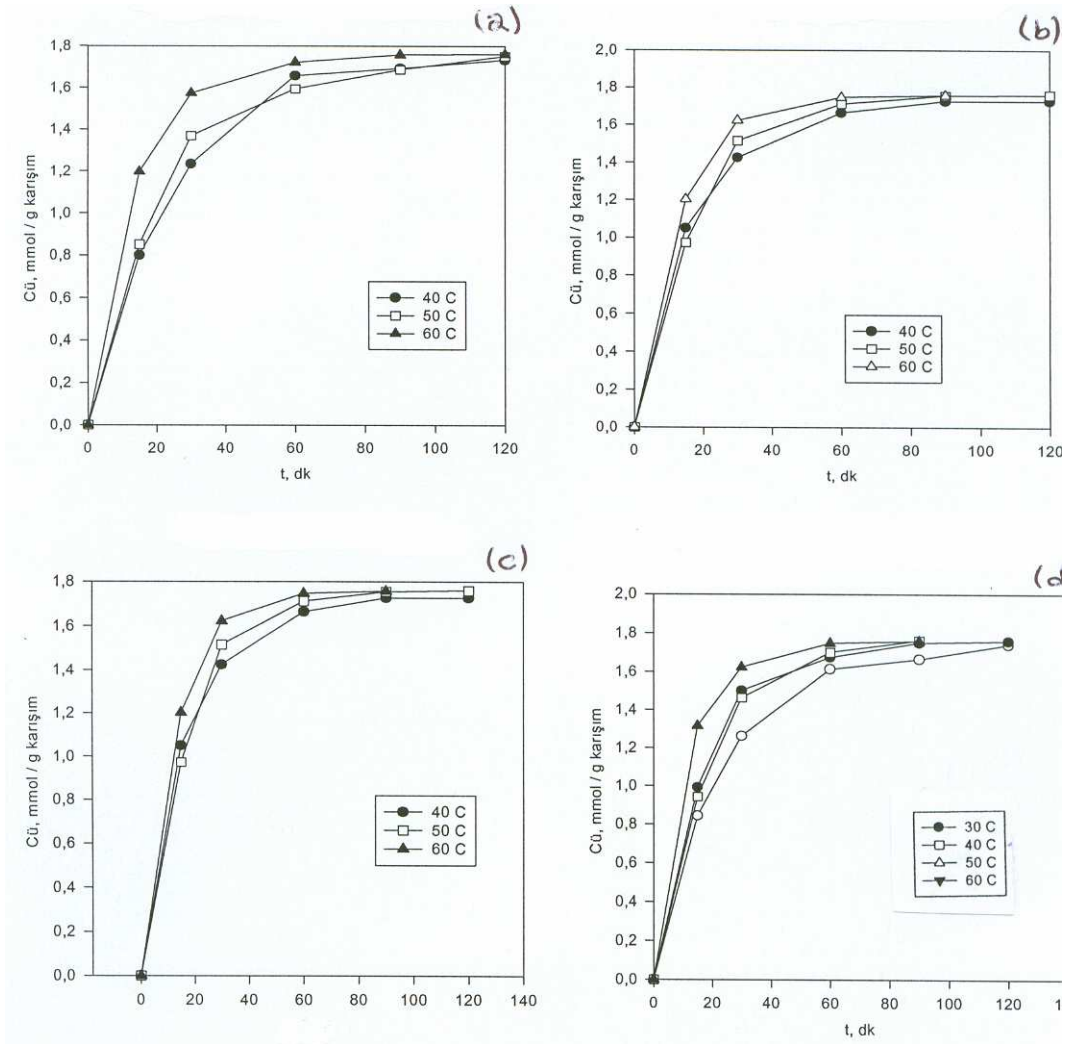 (a)
1,8
1,6
1,4
1,2
1,0
0,8
0,6
0,4
0,2
0,0
Cü, mmol / g karışım
40 C
50 C
60 C
0 20 40 60 80 100 120
t, dk
(b)
2,0
1,8
1,6
1,4
1,2
1,0
0,8
0,6
0,4
0,2
0,0
Cü, mmol / g karışım
40 C
50 C
60 C
0 20 40 60 80 100 120
t, dk
(c)
1,8
1,6
1,4
1,2
1,0
0,8
0,6
0,4
0,2
0,0
Cü, mmol / g karışım
40 C
50 C
60 C
0 20 40 60 80 100 120 140
(d
2,0
1,8
1,6
1,4
1,2
1,0
0,8
0,6
0,4
0,2
0,0
Cü, mmol / g karışım
30 C
40 C
50 C
60 C
0 20 40 60 80 100 120 1
t, dk